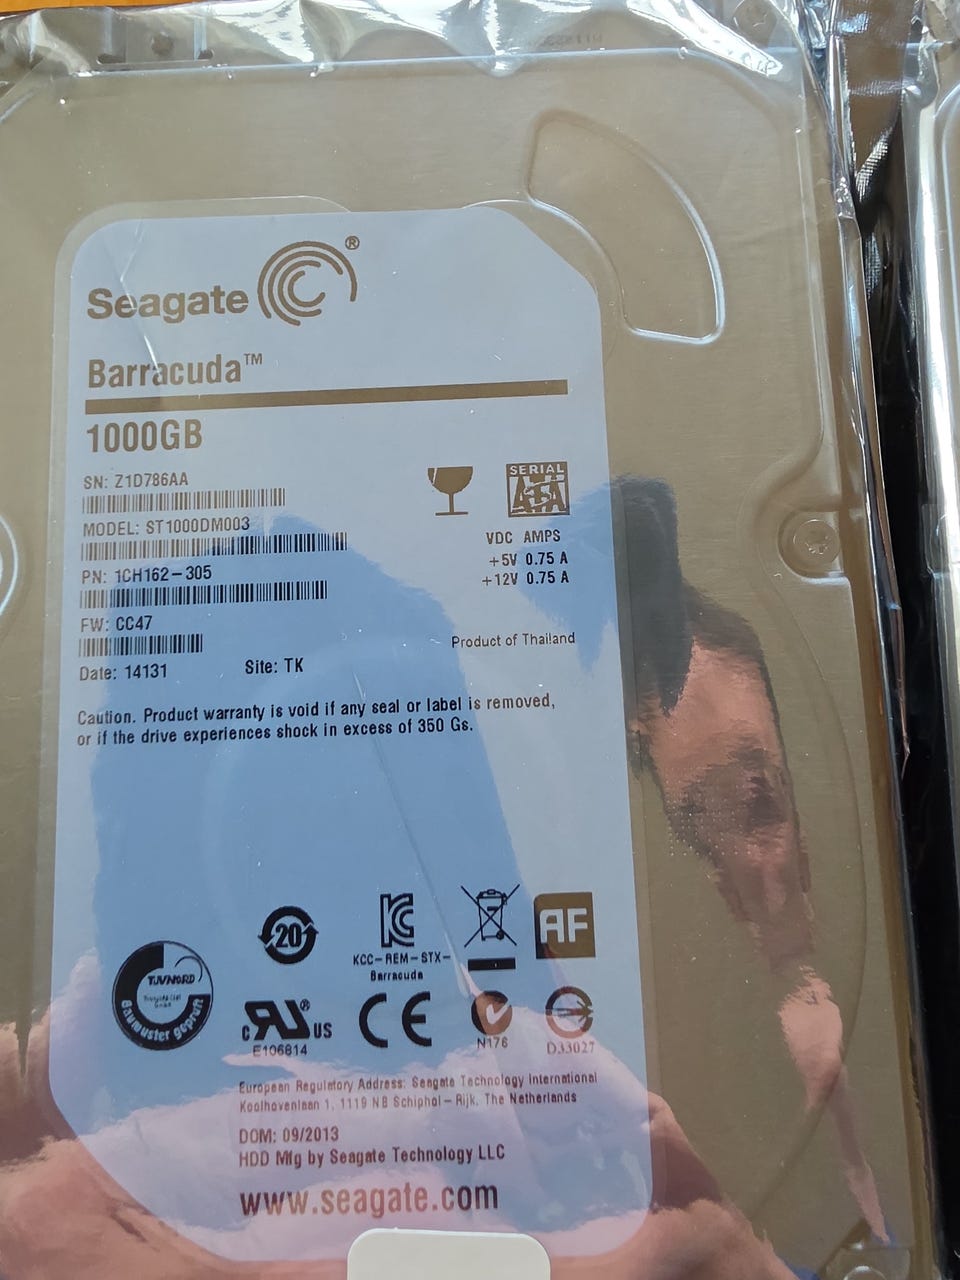 Seagate®
Barracuda™
1000GB
SN: Z1D786AA
SERIAL
ATA
MODEL: ST1000DM003
VDC AMPS
+5V 0.75 A
+12V 0.75 A
PN: 1CH162-305
FW: CC47
Product of Thailand
Date: 14131 Site: TK
Caution. Product warranty is void if any seal or label is removed,
or if the drive experiences shock in excess of 350 Gs.
20
AF
KCC-REM-STX-
Barracuda
TUVNORD
Baumuster geprüft
c RU® US
E106814
CE
N176
D33027
European Regulatory Address: Seagate Technology International
Koolhovenlaan 1, 1119 NB Schiphol-Rijk, The Netherlands
DOM: 09/2013
HDD Mfg by Seagate Technology LLC
www.seagate.com